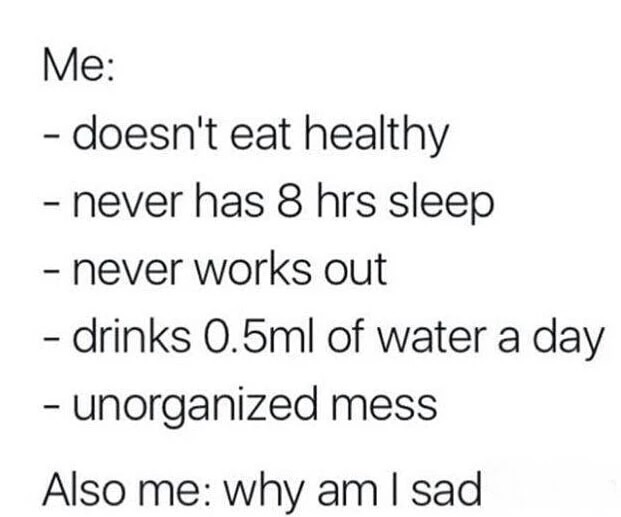 Me:
- doesn't eat healthy
- never has 8 hrs sleep
- never works out
- drinks 0.5ml of water a day
- unorganized mess
Also me: why am I sad